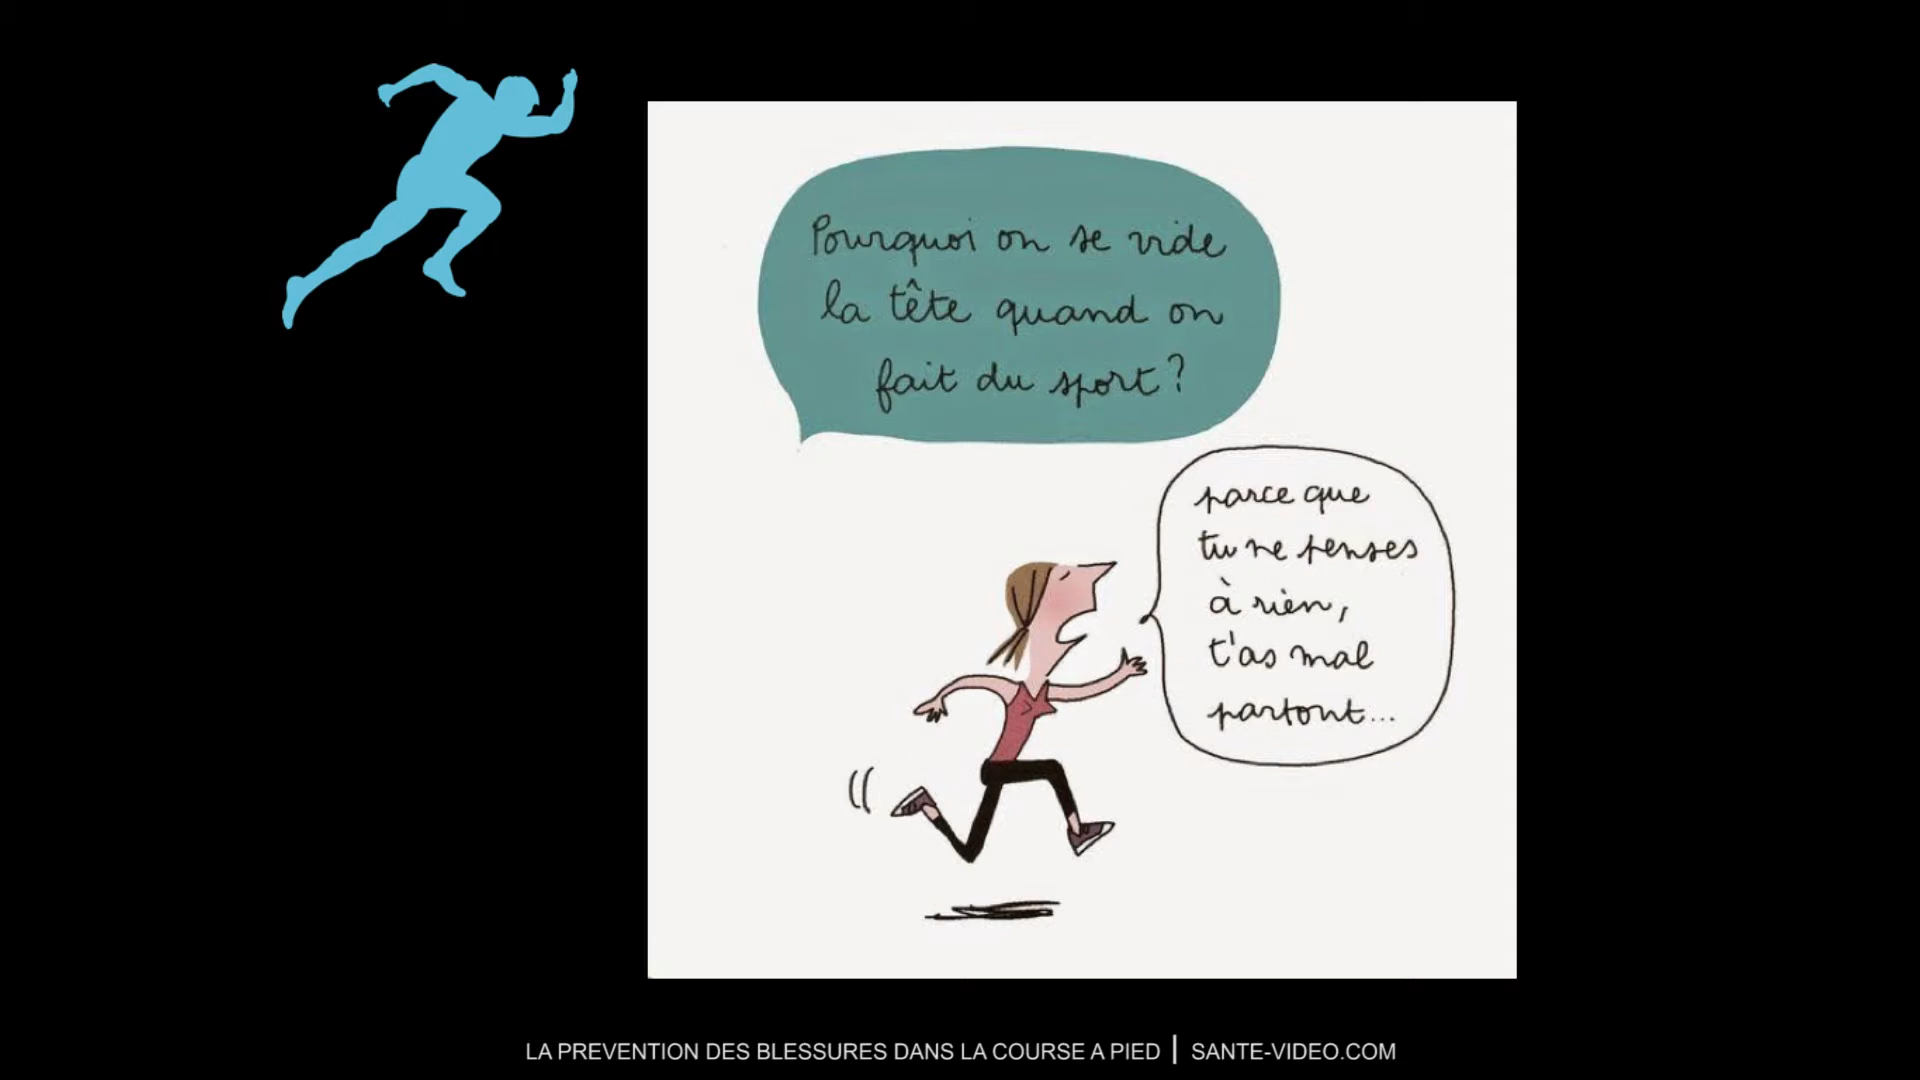 Pourquoi on se vide
la tête quand on
fait du sport?
parce que
tu ne penses
à rien,
t'as mal
partout...
LA PREVENTION DES BLESSURES DANS LA COURSE A PIED | SANTE-VIDEO.COM